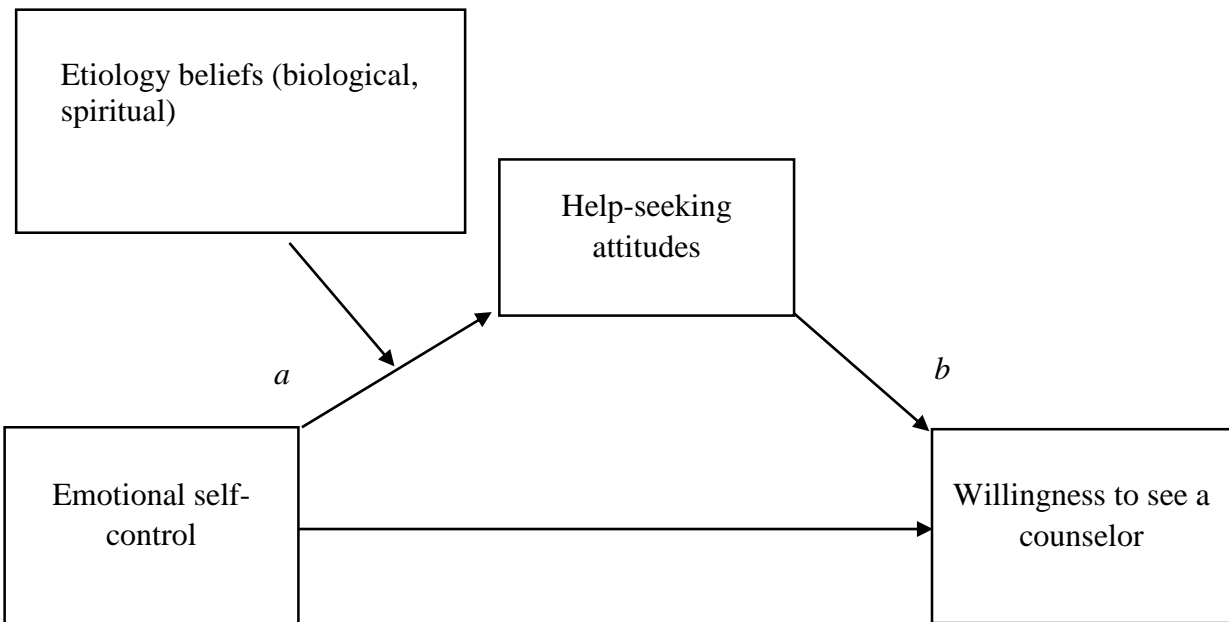 Etiology beliefs (biological,
spiritual)
Help-seeking
attitudes
a
b
Emotional self-
control
Willingness to see a
counselor